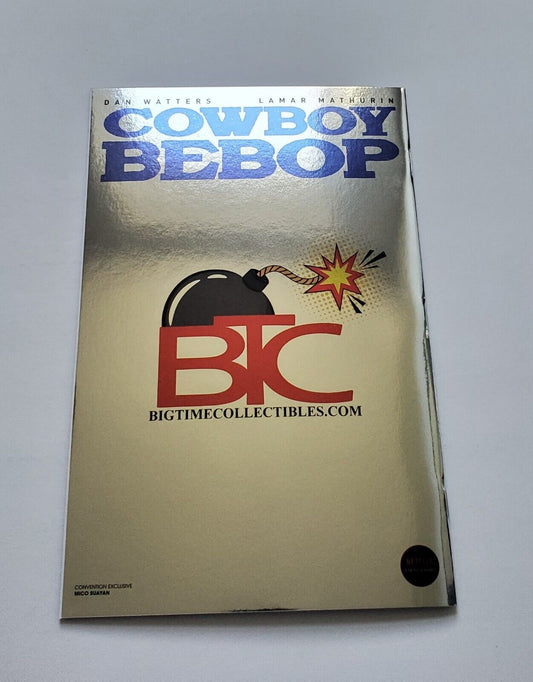 DAN WATTERS LAMAR MATHURIN
COWBOY
BEBOP
BTC
BIGTIMECOLLECTIBLES.COM
CONVENTION EXCLUSIVE
MICO SUAYAN